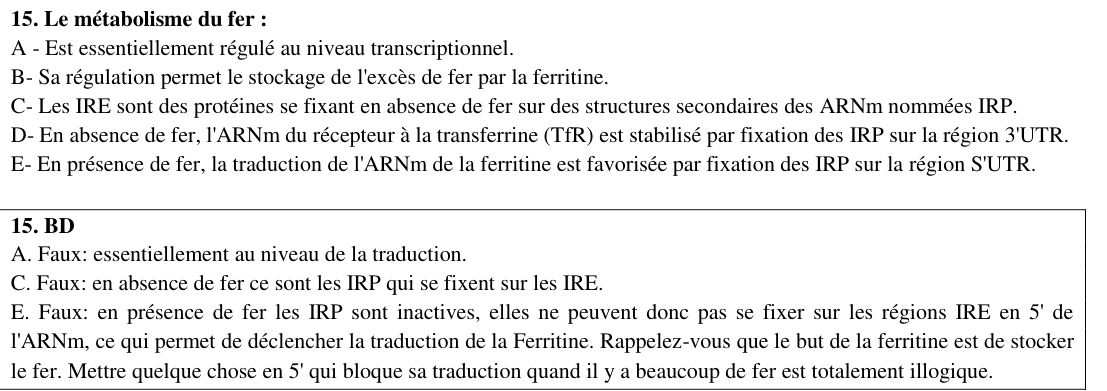 15. Le métabolisme du fer :
A - Est essentiellement régulé au niveau transcriptionnel.
B- Sa régulation permet le stockage de l'excès de fer par la ferritine.
C- Les IRE sont des protéines se fixant en absence de fer sur des structures secondaires des ARNm nommées IRP.
D- En absence de fer, l'ARNm du récepteur à la transferrine (TfR) est stabilisé par fixation des IRP sur la région 3'UTR.
E- En présence de fer, la traduction de l'ARNm de la ferritine est favorisée par fixation des IRP sur la région S'UTR.
15. BD
A. Faux: essentiellement au niveau de la traduction.
C. Faux: en absence de fer ce sont les IRP qui se fixent sur les IRE.
E. Faux: en présence de fer les IRP sont inactives, elles ne peuvent donc pas se fixer sur les régions IRE en 5' de
l'ARNm, ce qui permet de déclencher la traduction de la Ferritine. Rappelez-vous que le but de la ferritine est de stocker
le fer. Mettre quelque chose en 5' qui bloque sa traduction quand il y a beaucoup de fer est totalement illogique.